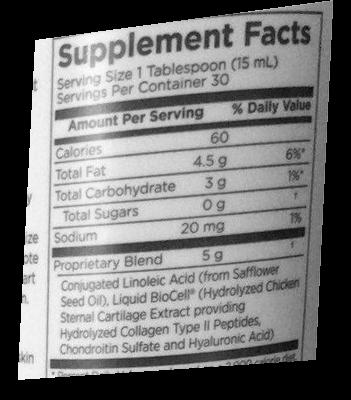 Supplement Facts
Serving Size 1 Tablespoon (15 mL)
Servings Per Container 30
Amount Per Serving % Daily Value
Calories 60
Total Fat 4.5 g 6%*
Total Carbohydrate 3 g 1%*
Total Sugars 0 g †
Sodium 20 mg 1%
Proprietary Blend 5 g †
Conjugated Linoleic Acid (from Safflower
Seed Oil), Liquid BioCell® (Hydrolyzed Chicken
Sternal Cartilage Extract providing
Hydrolyzed Collagen Type II Peptides,
Chondroitin Sulfate and Hyaluronic Acid)